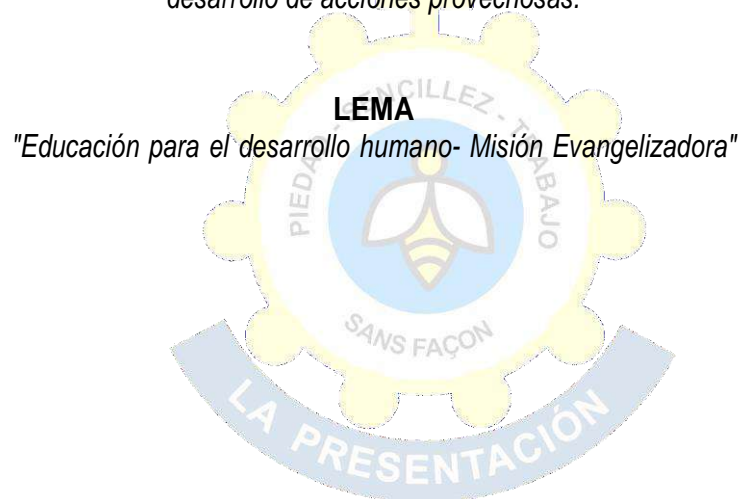 desarrollo de acciones provechosas.
LEMA
"Educación para el desarrollo humano- Misión Evangelizadora"
PIEDAD - SENCILLEZ - TRABAJO
SANS FAÇON
LA PRESENTACIÓN